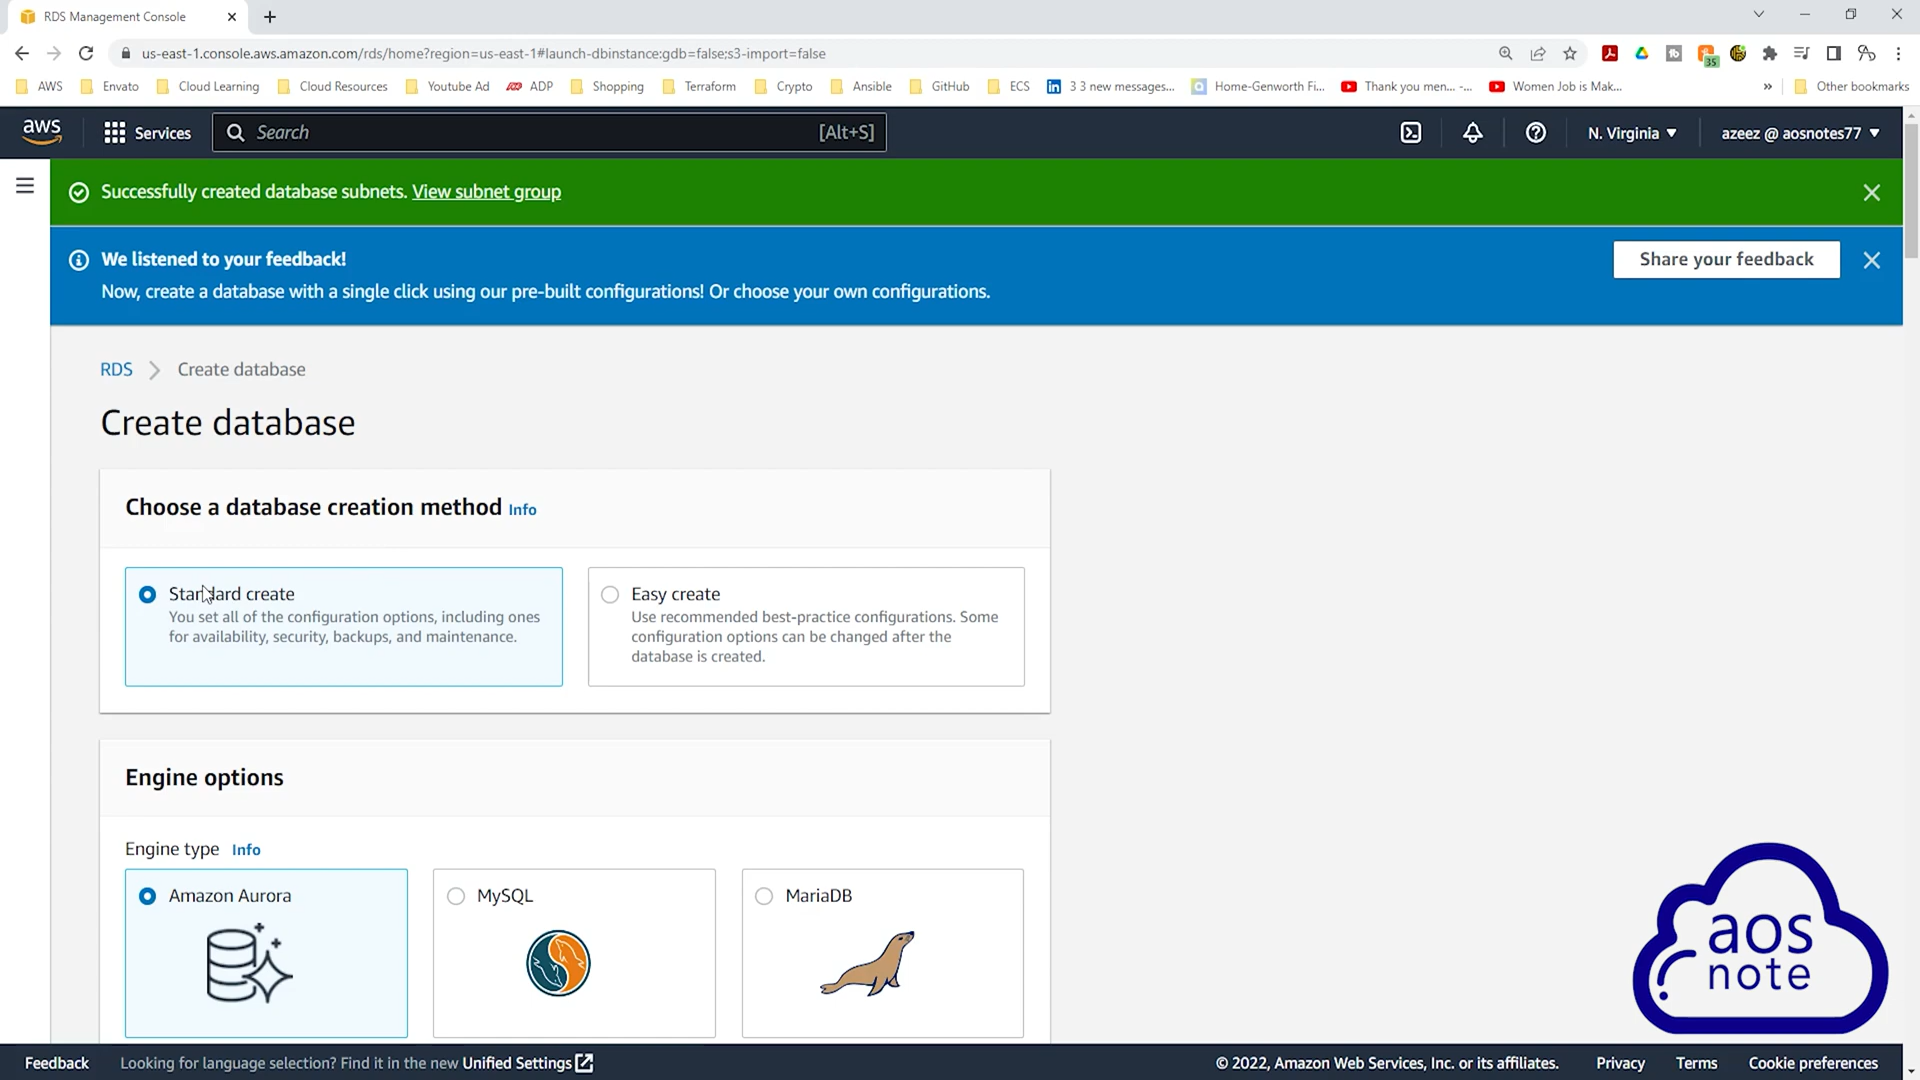 RDS Management Console
us-east-1.console.aws.amazon.com/rds/home?region=us-east-1#launch-dbinstance:gdb=false;s3-import=false
35
AWS Envato Cloud Learning Cloud Resources Youtube Ad ADP Shopping Terraform Crypto Ansible GitHub ECS 3 3 new messages... Home-Genworth Fi... Thank you men... -... Women Job is Mak... » Other bookmarks
aws Services Search [Alt+S] N. Virginia azeez @ aosnotes77
Successfully created database subnets. View subnet group
We listened to your feedback!
Share your feedback
Now, create a database with a single click using our pre-built configurations! Or choose your own configurations.
RDS Create database
Create database
Choose a database creation method Info
Standard create
You set all of the configuration options, including ones
for availability, security, backups, and maintenance.
Easy create
Use recommended best-practice configurations. Some
configuration options can be changed after the
database is created.
Engine options
Engine type Info
Amazon Aurora
MySQL
MariaDB
aos
note
Feedback Looking for language selection? Find it in the new Unified Settings © 2022, Amazon Web Services, Inc. or its affiliates. Privacy Terms Cookie preferences